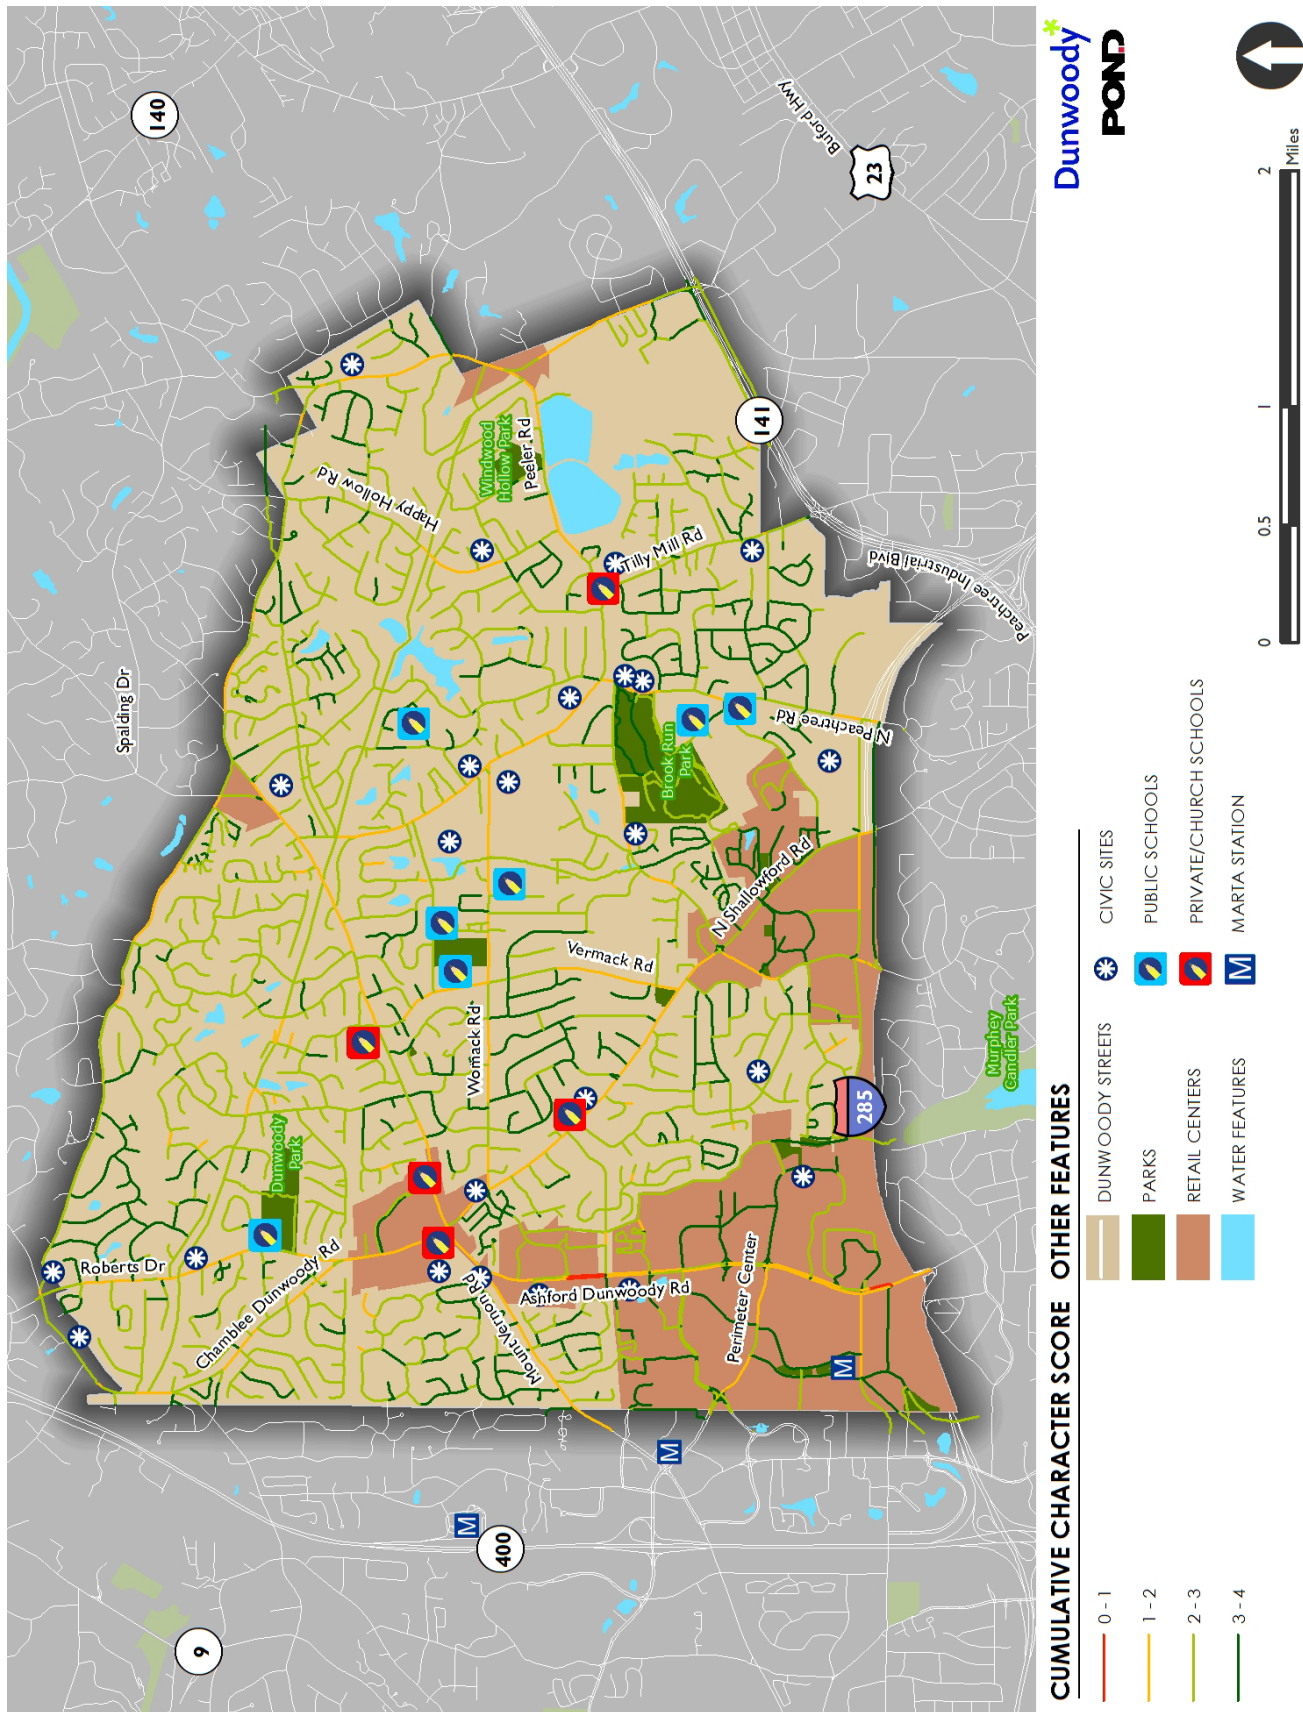 140
9
400
Spalding Dr
Roberts Dr
Chamblee Dunwoody Rd
Dunwoody
Park
Happy Hollow Rd
Windwood
Hollow Park
Peeler Rd
Womack Rd
Vermack Rd
Mount Vernon Rd
Ashford Dunwoody Rd
Perimeter Center
Tilly Mill Rd
Brook Run
Park
N Shallowford Rd
N Peachtree Rd
Peachtree Industrial Blvd
Buford Hwy
23
141
285
Murphey
Candler Park
M
M
M
CUMULATIVE CHARACTER SCORE
0 - 1
1 - 2
2 - 3
3 - 4
OTHER FEATURES
DUNWOODY STREETS
PARKS
RETAIL CENTERS
WATER FEATURES
CIVIC SITES
PUBLIC SCHOOLS
PRIVATE/CHURCH SCHOOLS
M
MARTA STATION
0
0.5
1
2
Miles
Dunwoody*
POND